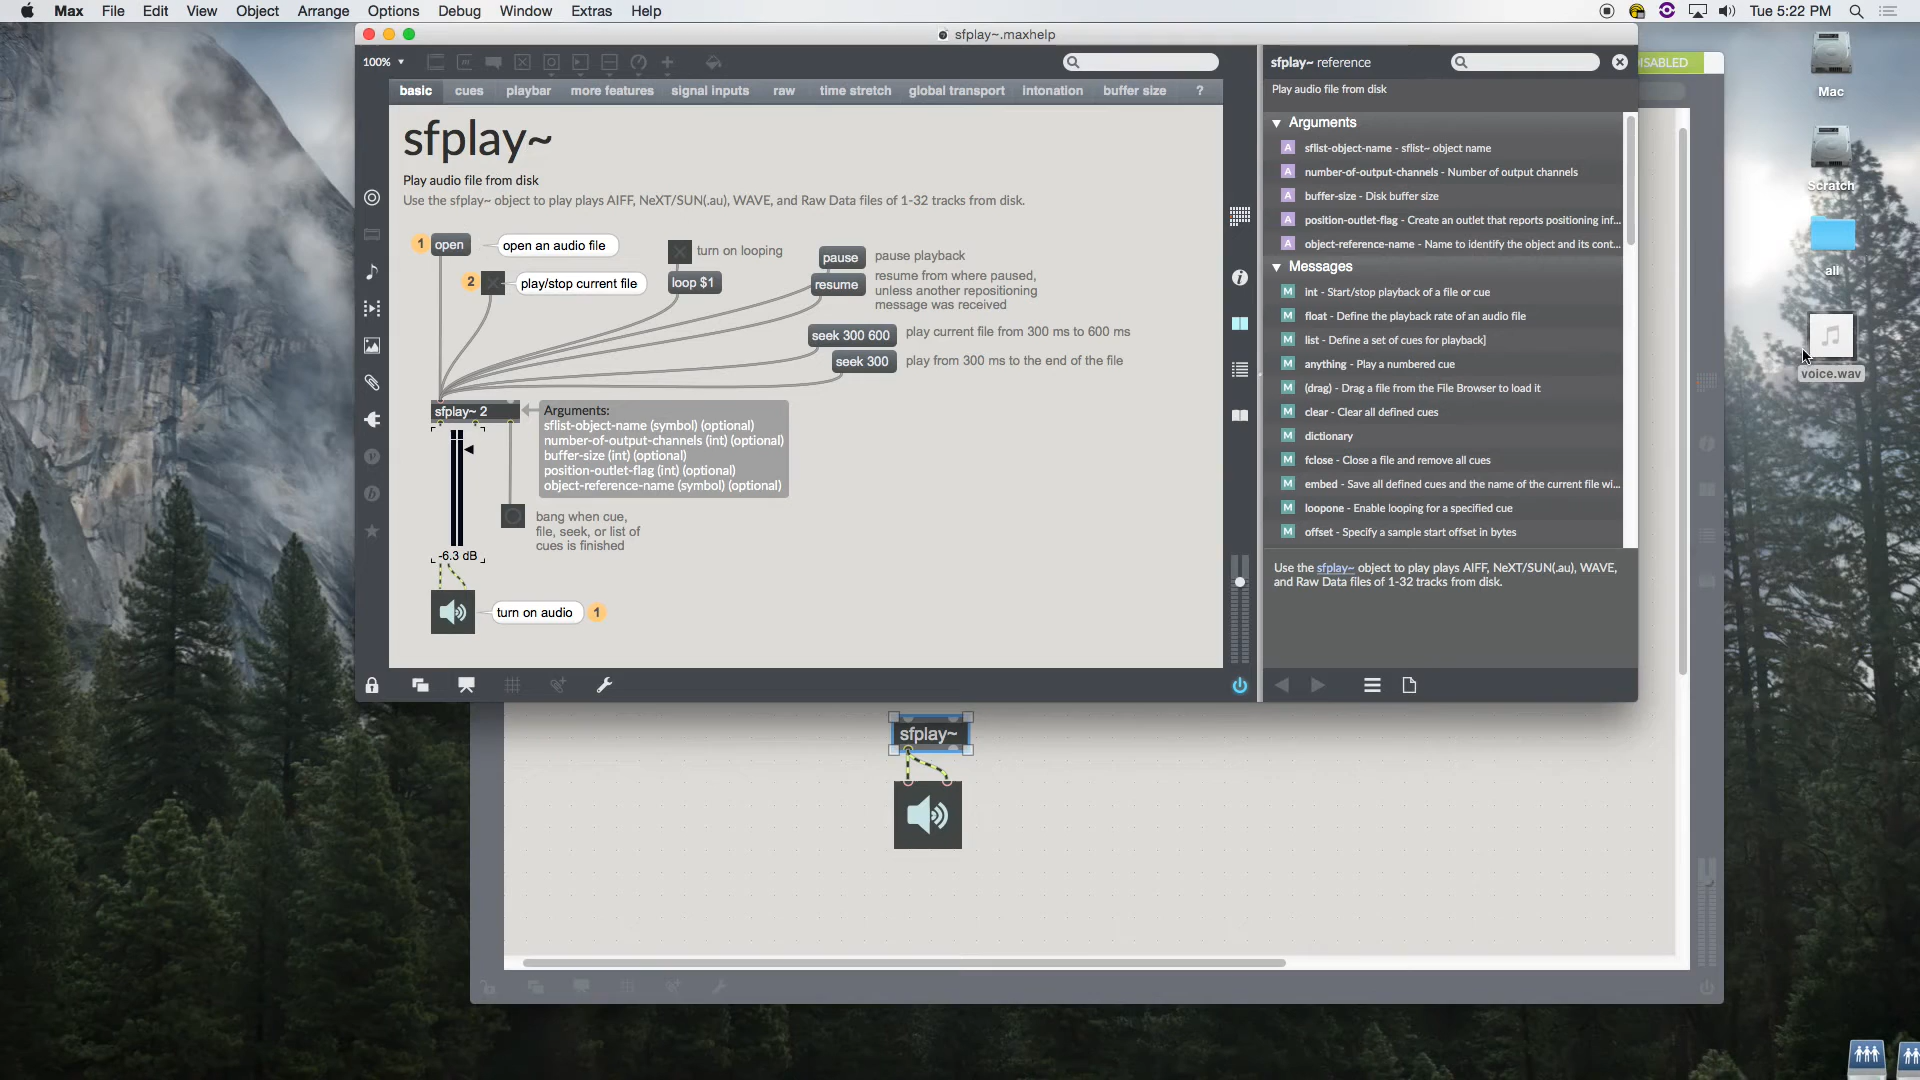 Max File Edit View Object Arrange Options Debug Window Extras Help
Tue 5:22 PM
sfplay~.maxhelp
100%
basic cues playbar more features signal inputs raw time stretch global transport intonation buffer size ?
sfplay~
Play audio file from disk
Use the sfplay~ object to play plays AIFF, NeXT/SUN(.au), WAVE, and Raw Data files of 1-32 tracks from disk.
1 open open an audio file
2 play/stop current file
turn on looping
loop $1
pause pause playback
resume resume from where paused,
unless another repositioning
message was received
seek 300 600 play current file from 300 ms to 600 ms
seek 300 play from 300 ms to the end of the file
sfplay~ 2
Arguments:
sflist-object-name (symbol) (optional)
number-of-output-channels (int) (optional)
buffer-size (int) (optional)
position-outlet-flag (int) (optional)
object-reference-name (symbol) (optional)
bang when cue,
file, seek, or list of
cues is finished
-6.3 dB
turn on audio 1
sfplay~ reference
Play audio file from disk
Arguments
A sflist-object-name - sflist~ object name
A number-of-output-channels - Number of output channels
A buffer-size - Disk buffer size
A position-outlet-flag - Create an outlet that reports positioning inf...
A object-reference-name - Name to identify the object and its cont...
Messages
M int - Start/stop playback of a file or cue
M float - Define the playback rate of an audio file
M list - Define a set of cues for playback]
M anything - Play a numbered cue
M (drag) - Drag a file from the File Browser to load it
M clear - Clear all defined cues
M dictionary
M fclose - Close a file and remove all cues
M embed - Save all defined cues and the name of the current file wi...
M loopone - Enable looping for a specified cue
M offset - Specify a sample start offset in bytes
Use the sfplay~ object to play plays AIFF, NeXT/SUN(.au), WAVE,
and Raw Data files of 1-32 tracks from disk.
ISABLED
Mac
Scratch
all
voice.wav
sfplay~